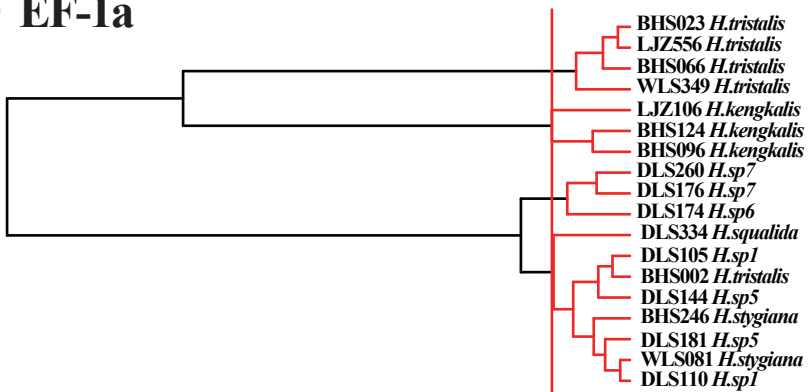 EF-1a
BHS023 H.tristalis
LJZ556 H.tristalis
BHS066 H.tristalis
WLS349 H.tristalis
LJZ106 H.kengkalis
BHS124 H.kengkalis
BHS096 H.kengkalis
DLS260 H.sp7
DLS176 H.sp7
DLS174 H.sp6
DLS334 H.squalida
DLS105 H.sp1
BHS002 H.tristalis
DLS144 H.sp5
BHS246 H.stygiana
DLS181 H.sp5
WLS081 H.stygiana
DLS110 H.sp1